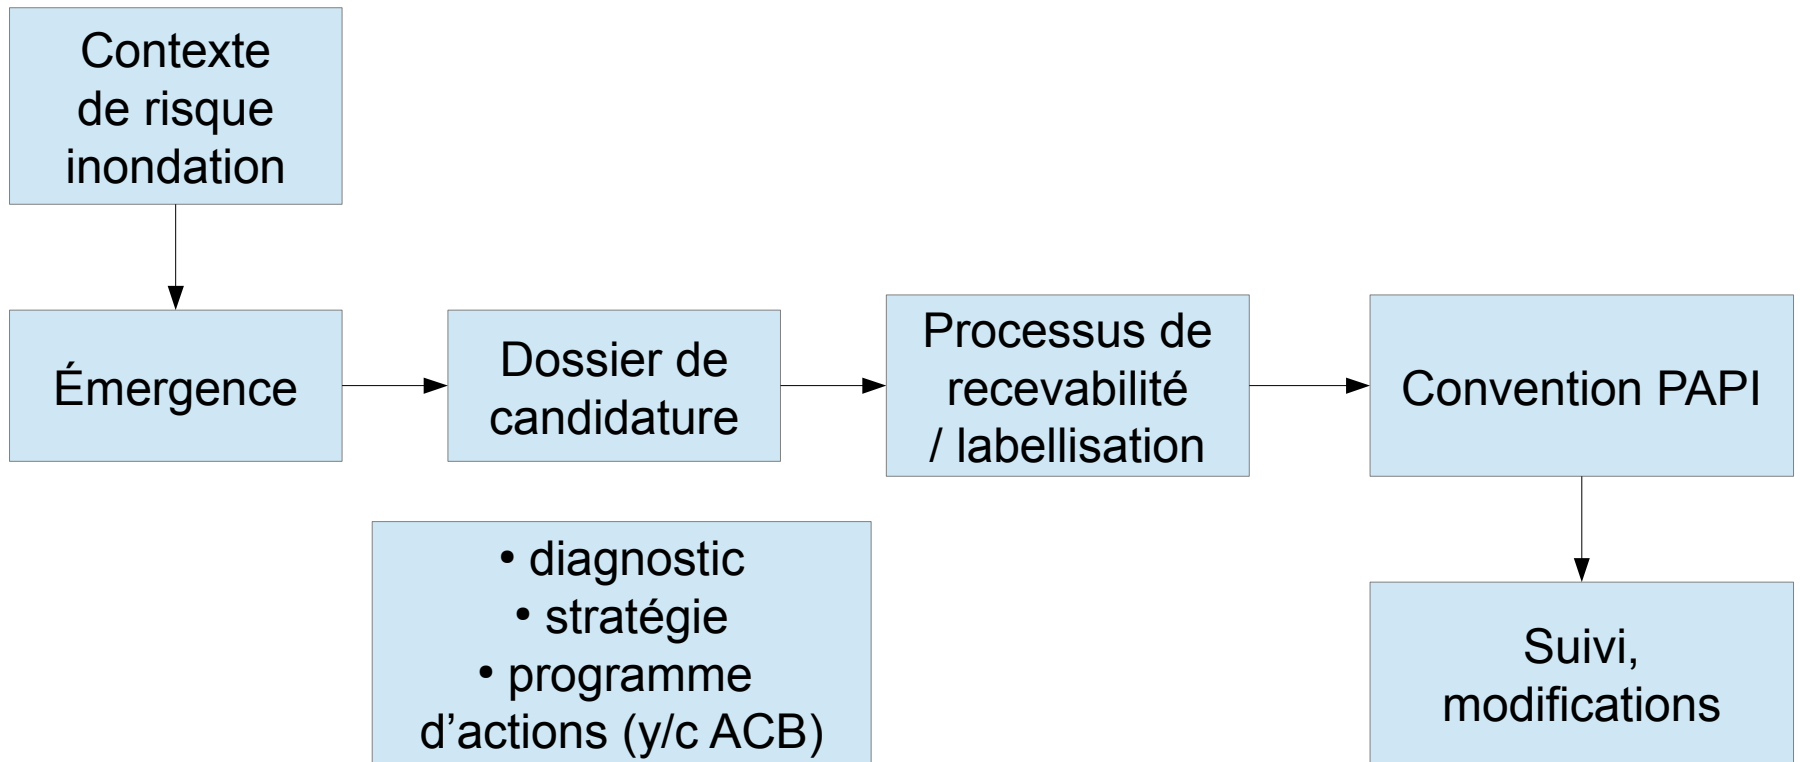 Contexte
de risque
inondation
Émergence
Dossier de
candidature
Processus de
recevabilité
/ labellisation
Convention PAPI
• diagnostic
• stratégie
• programme
d’actions (y/c ACB)
Suivi,
modifications